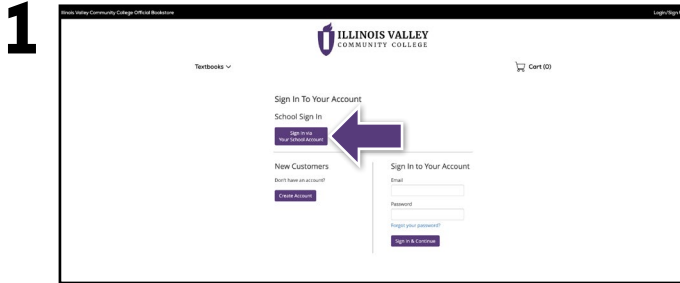 1
Illinois Valley Community College Official Bookstore
ILLINOIS VALLEY
COMMUNITY COLLEGE
Textbooks
Cart (0)
Sign In To Your Account
School Sign In
Sign in via
Your School Account
New Customers
Don't have an account?
Create Account
Sign In to Your Account
Email
Password
Forgot your password?
Sign in & Continue